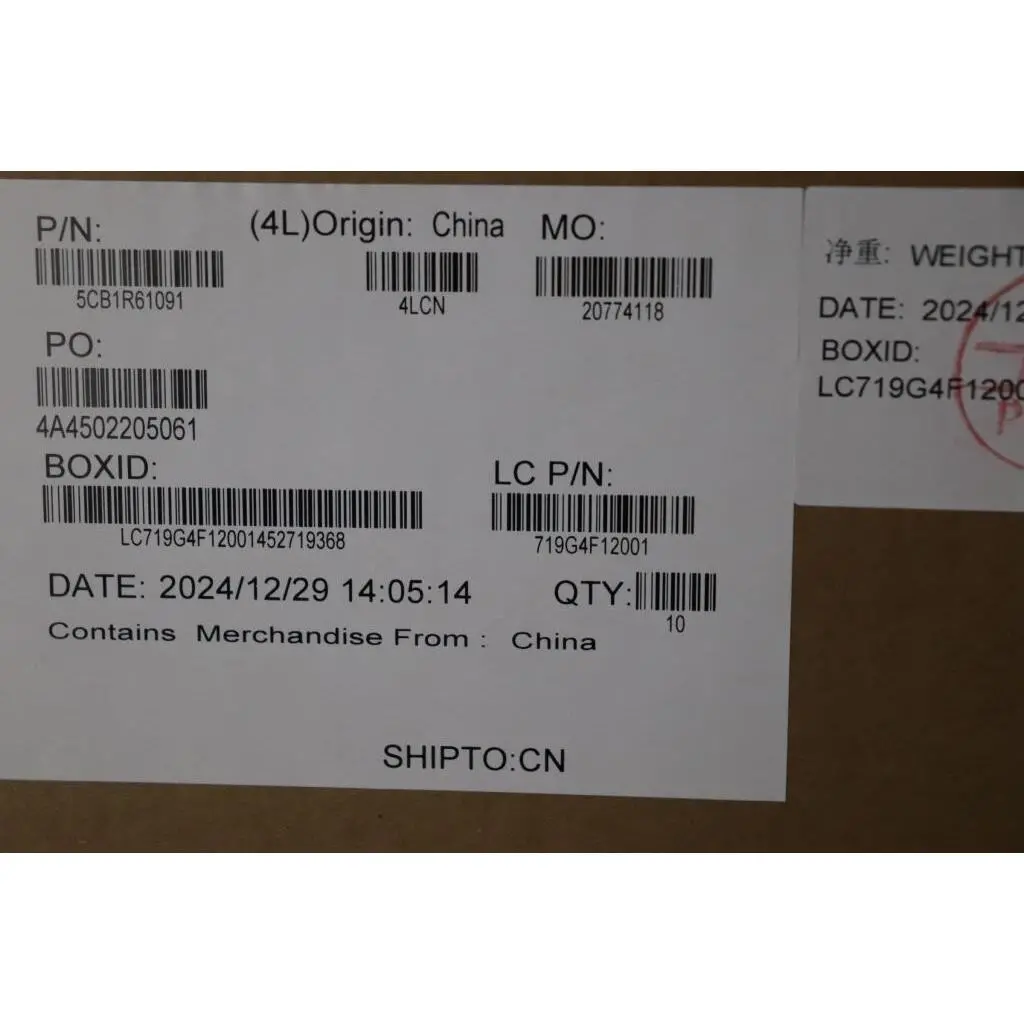 P/N: (4L)Origin: China MO:
5CB1R61091 4LCN 20774118
PO:
4A4502205061
BOXID: LC P/N:
LC719G4F12001452719368 719G4F12001
DATE: 2024/12/29 14:05:14 QTY:
10
Contains Merchandise From : China
SHIPTO:CN
净重: WEIGHT
DATE: 2024/12
BOXID:
LC719G4F1200